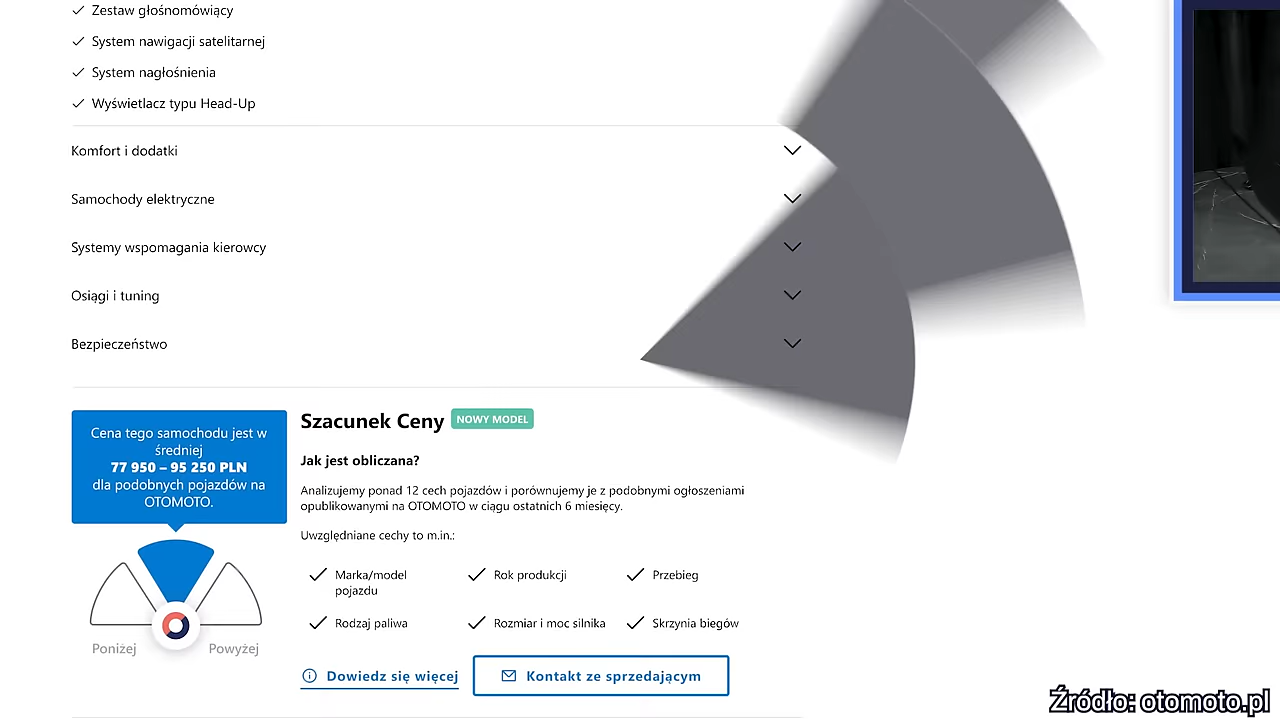 Zestaw głośnomówiący
System nawigacji satelitarnej
System nagłośnienia
Wyświetlacz typu Head-Up
Komfort i dodatki
Samochody elektryczne
Systemy wspomagania kierowcy
Osiągi i tuning
Bezpieczeństwo
Cena tego samochodu jest w
średniej
77 950 – 95 250 PLN
dla podobnych pojazdów na
OTOMOTO.
Poniżej
Powyżej
Szacunek Ceny NOWY MODEL
Jak jest obliczana?
Analizujemy ponad 12 cech pojazdów i porównujemy je z podobnymi ogłoszeniami
opublikowanymi na OTOMOTO w ciągu ostatnich 6 miesięcy.
Uwzględniane cechy to m.in.:
Marka/model
pojazdu
Rok produkcji
Przebieg
Rodzaj paliwa
Rozmiar i moc silnika
Skrzynia biegów
Dowiedz się więcej
Kontakt ze sprzedającym
Źródło: otomoto.pl